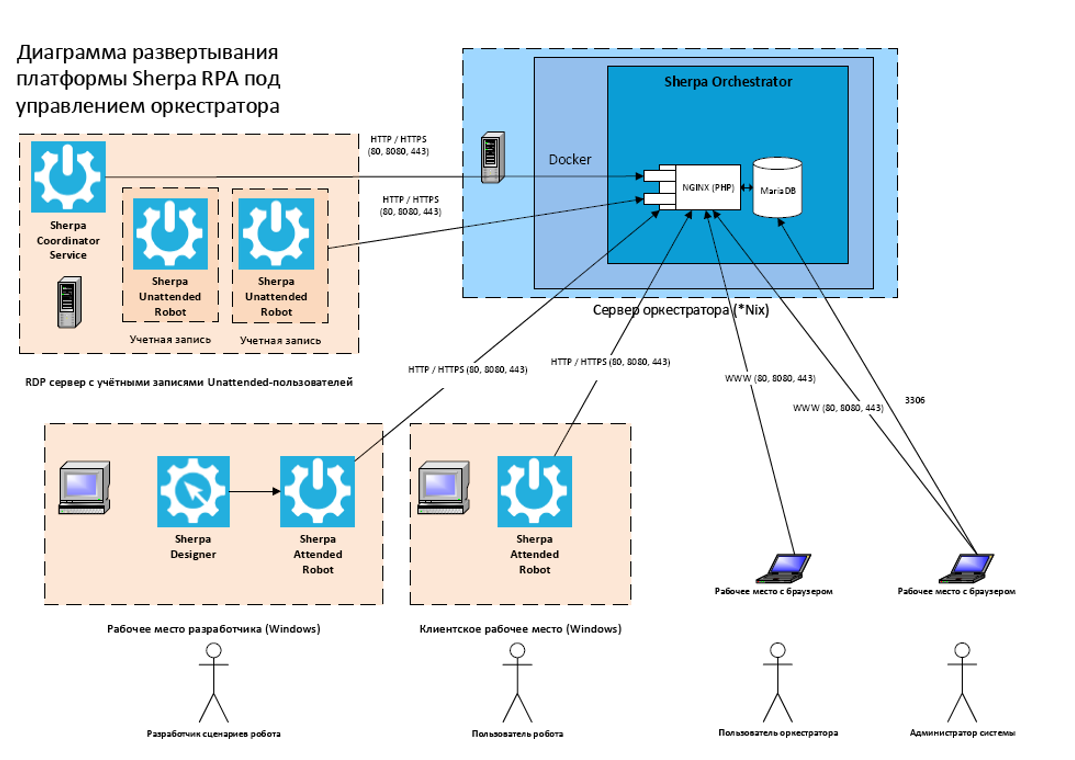 Диаграмма развертывания
платформы Sherpa RPA под
управлением оркестратора
Sherpa Orchestrator
Docker
NGINX (PHP)
MariaDB
Сервер оркестратора (*Nix)
HTTP / HTTPS
(80, 8080, 443)
HTTP / HTTPS
(80, 8080, 443)
Sherpa
Coordinator
Service
Sherpa
Unattended
Robot
Учетная запись
Sherpa
Unattended
Robot
Учетная запись
RDP сервер с учётными записями Unattended-пользователей
HTTP / HTTPS (80, 8080, 443)
HTTP / HTTPS (80, 8080, 443)
WWW (80, 8080, 443)
WWW (80, 8080, 443)
3306
Sherpa
Designer
Sherpa
Attended
Robot
Рабочее место разработчика (Windows)
Sherpa
Attended
Robot
Клиентское рабочее место (Windows)
Рабочее место с браузером
Рабочее место с браузером
Разработчик сценариев робота
Пользователь робота
Пользователь оркестратора
Администратор системы